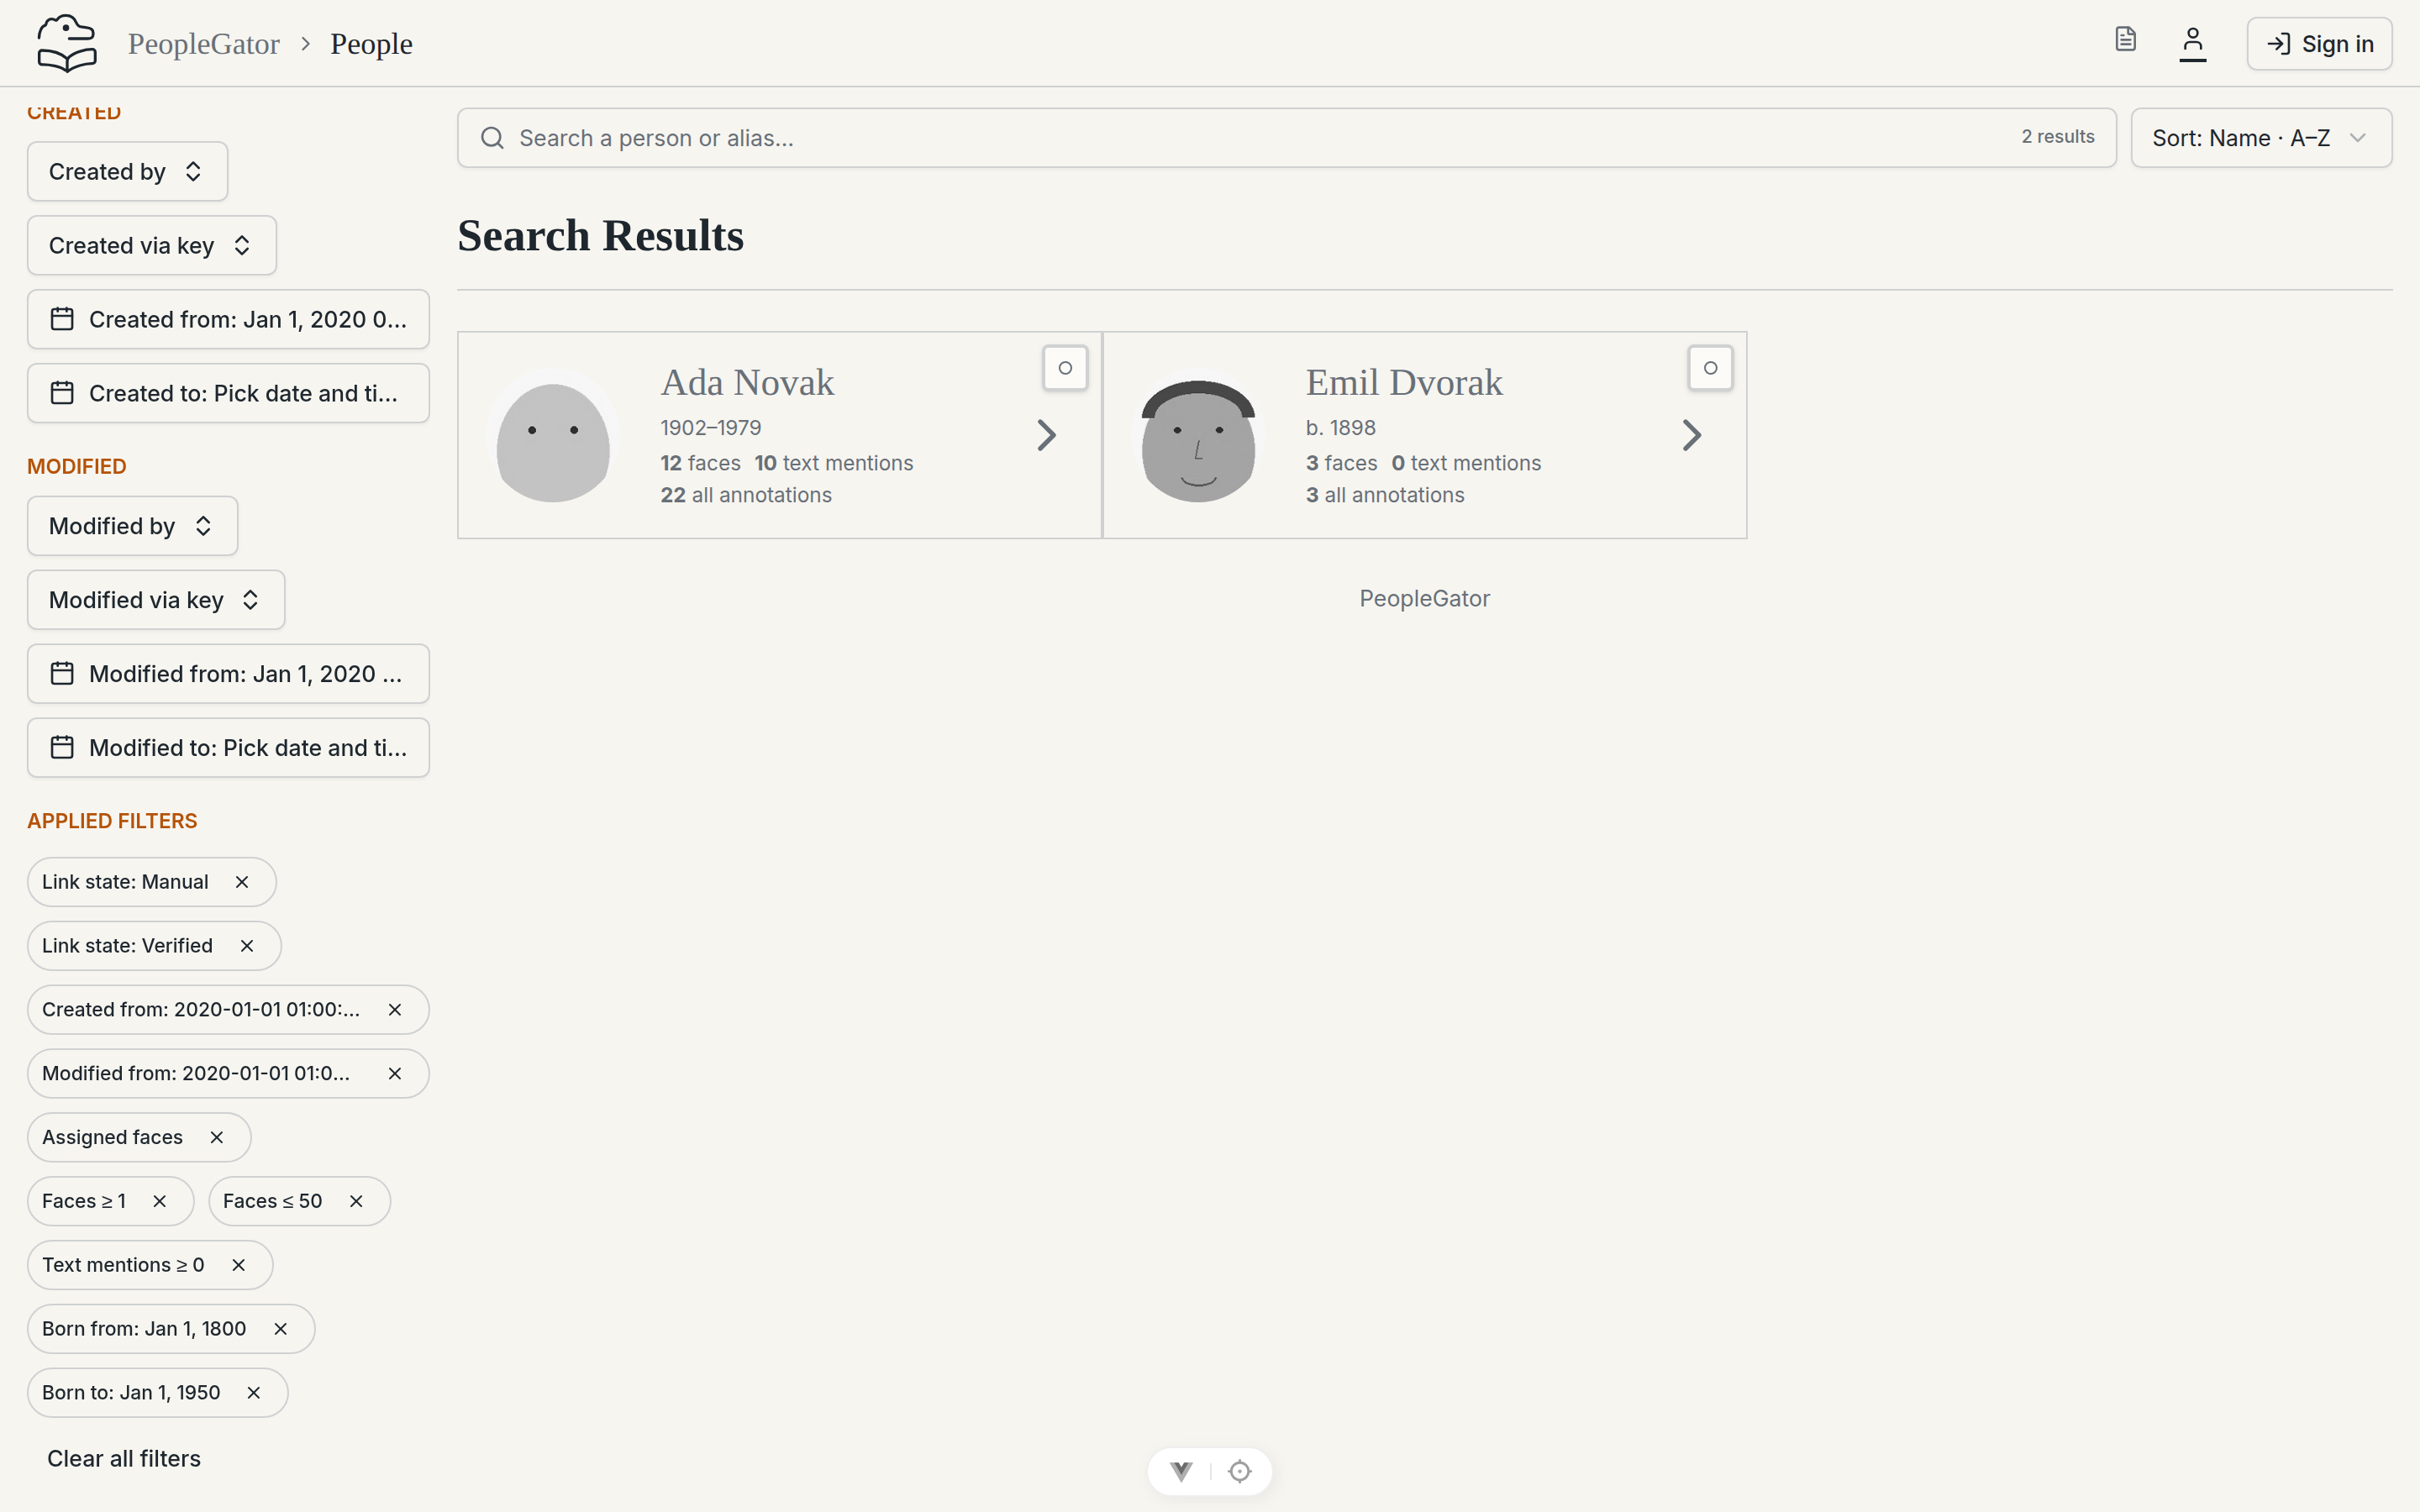 PeopleGator > People
Sign in
CREATED
Created by
Created via key
Created from: Jan 1, 2020 0...
Created to: Pick date and ti...
MODIFIED
Modified by
Modified via key
Modified from: Jan 1, 2020 ...
Modified to: Pick date and ti...
APPLIED FILTERS
Link state: Manual
Link state: Verified
Created from: 2020-01-01 01:00:...
Modified from: 2020-01-01 01:0...
Assigned faces
Faces ≥ 1
Faces ≤ 50
Text mentions ≥ 0
Born from: Jan 1, 1800
Born to: Jan 1, 1950
Clear all filters
Search a person or alias...
2 results
Sort: Name · A–Z
Search Results
Ada Novak
1902–1979
12 faces 10 text mentions
22 all annotations
Emil Dvorak
b. 1898
3 faces 0 text mentions
3 all annotations
PeopleGator